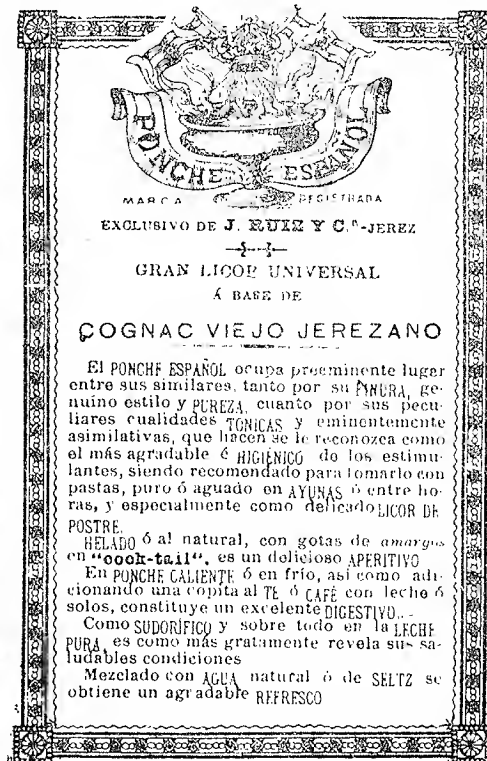 PONCHE ESPAÑOL
MARCA REGISTRADA
EXCLUSIVO DE J. RUIZ Y C.ª-JEREZ
GRAN LICOR UNIVERSAL
Á BASE DE
COGNAC VIEJO JEREZANO
El PONCHE ESPAÑOL ocupa preeminente lugar
entre sus similares, tanto por su FINURA, ge-
nuino estilo y PUREZA, cuanto por sus pecu-
liares cualidades TÓNICAS y eminentemente
asimilativas, que hacen se le reconozca como
el más agradable é HIGIÉNICO de los estimu-
lantes, siendo recomendado para tomarlo con
pastas, puro ó aguado en AYUNAS ó entre ho-
ras, y especialmente como delicado LICOR DE
POSTRE.
HELADO ó al natural, con gotas de amargos
en "cook-tail", es un delicioso APERITIVO
En PONCHE CALIENTE ó en frío, así como adi-
cionando una copita al TE ó CAFÉ con leche ó
solos, constituye un excelente DIGESTIVO.
Como SUDORÍFICO y sobre todo en la LECHE
PURA, es como más gratamente revela sus sa-
ludables condiciones
Mezclado con AGUA natural ó de SELTZ se
obtiene un agradable REFRESCO